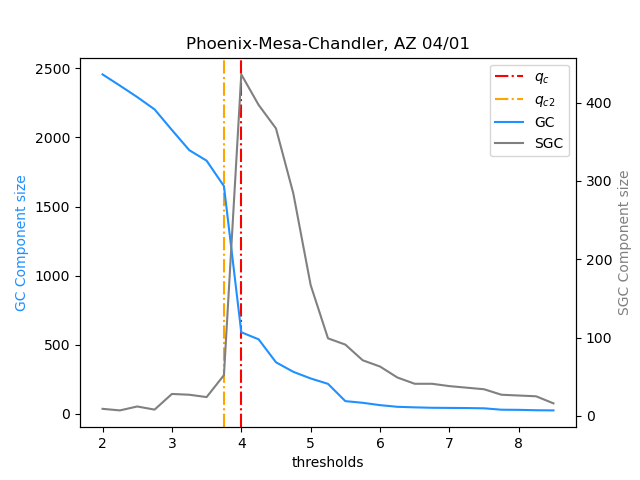 Phoenix-Mesa-Chandler, AZ 04/01
q_c
q_c2
GC
SGC
GC Component size
2500
2000
1500
1000
500
0
400
300
200
100
0
SGC Component size
2 3 4 5 6 7 8
thresholds